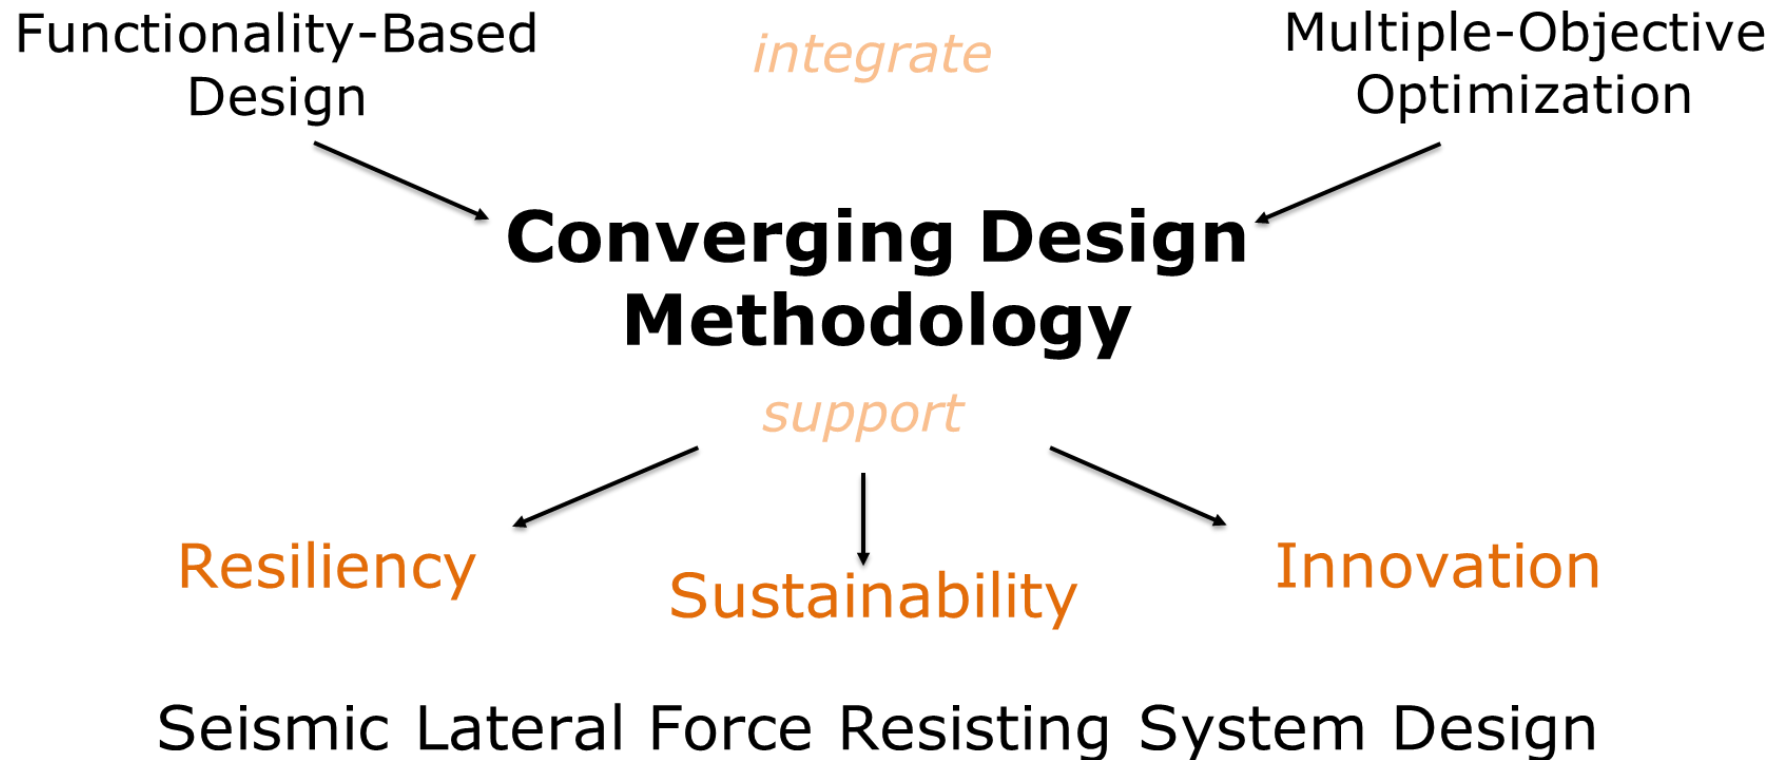 Functionality-Based
Design
integrate
Multiple-Objective
Optimization
Converging Design
Methodology
support
Resiliency
Sustainability
Innovation
Seismic Lateral Force Resisting System Design